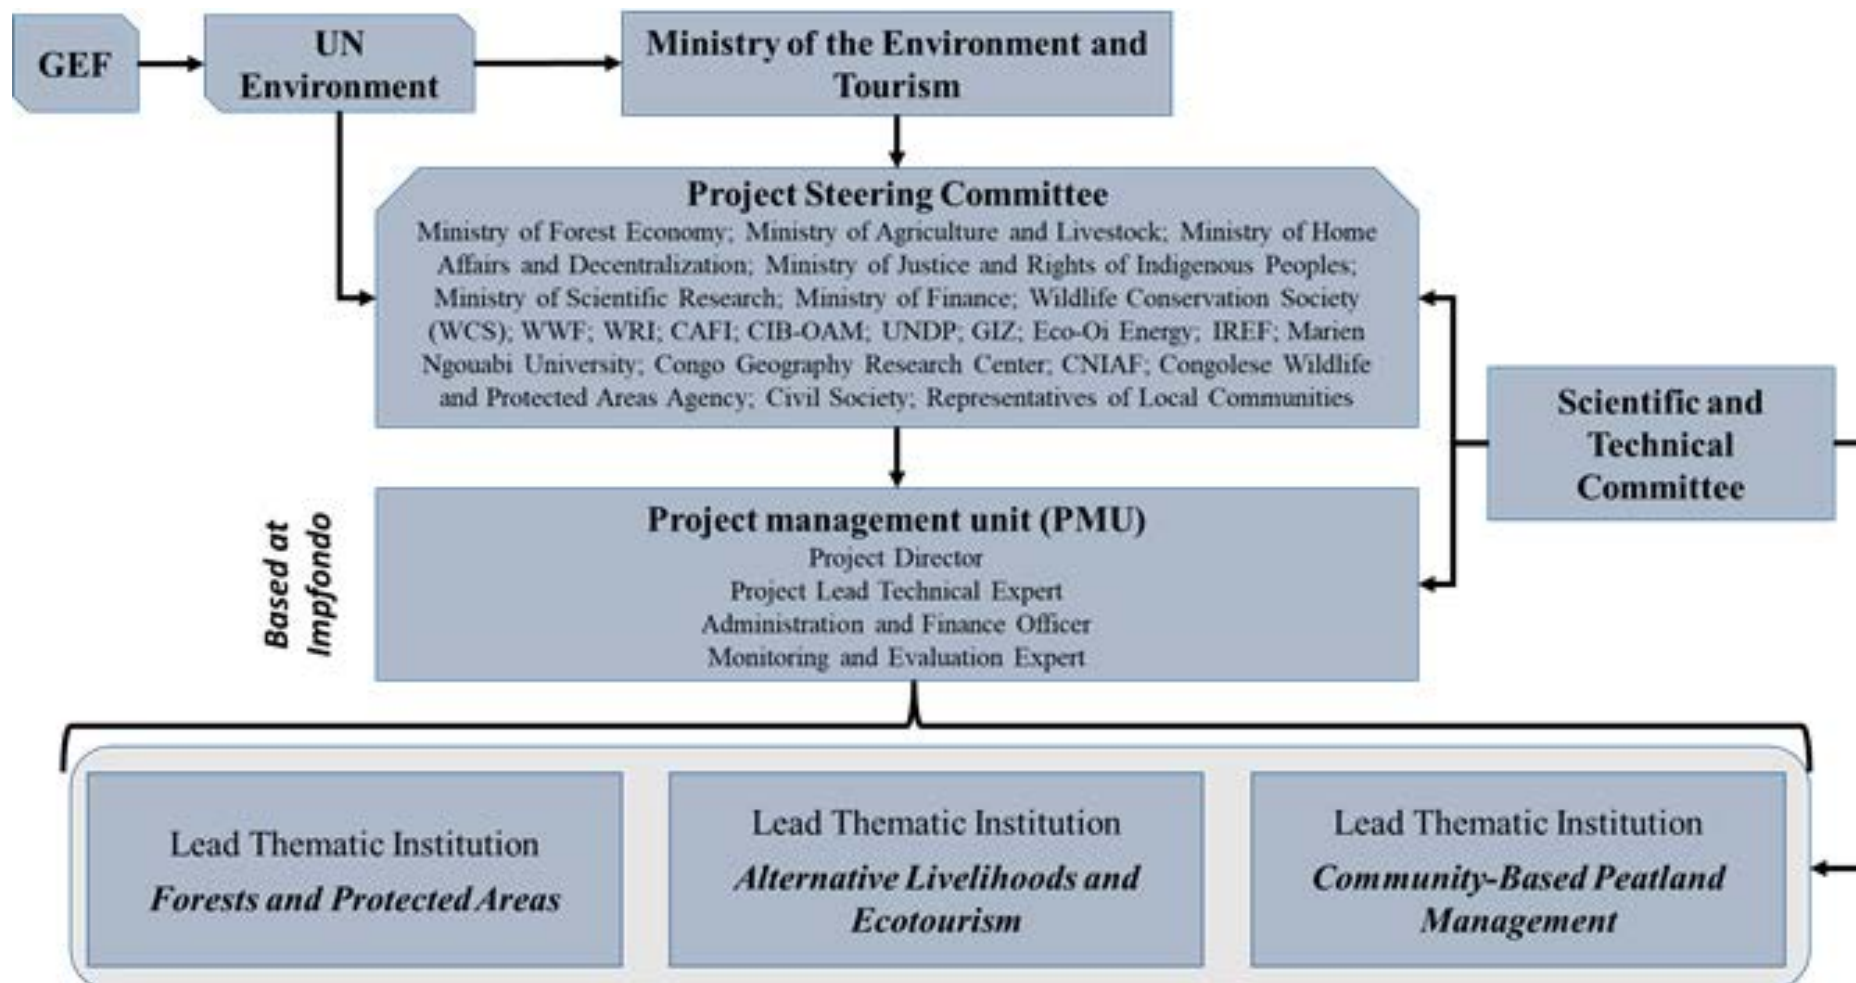 GEF
UN
Environment
Ministry of the Environment and
Tourism
Project Steering Committee
Ministry of Forest Economy; Ministry of Agriculture and Livestock; Ministry of Home
Affairs and Decentralization; Ministry of Justice and Rights of Indigenous Peoples;
Ministry of Scientific Research; Ministry of Finance; Wildlife Conservation Society
(WCS); WWF; WRI; CAFI; CIB-OAM; UNDP; GIZ; Eco-Oi Energy; IREF; Marien
Ngouabi University; Congo Geography Research Center; CNIAF; Congolese Wildlife
and Protected Areas Agency; Civil Society; Representatives of Local Communities
Scientific and
Technical
Committee
Based at
Impfondo
Project management unit (PMU)
Project Director
Project Lead Technical Expert
Administration and Finance Officer
Monitoring and Evaluation Expert
Lead Thematic Institution
Forests and Protected Areas
Lead Thematic Institution
Alternative Livelihoods and
Ecotourism
Lead Thematic Institution
Community-Based Peatland
Management